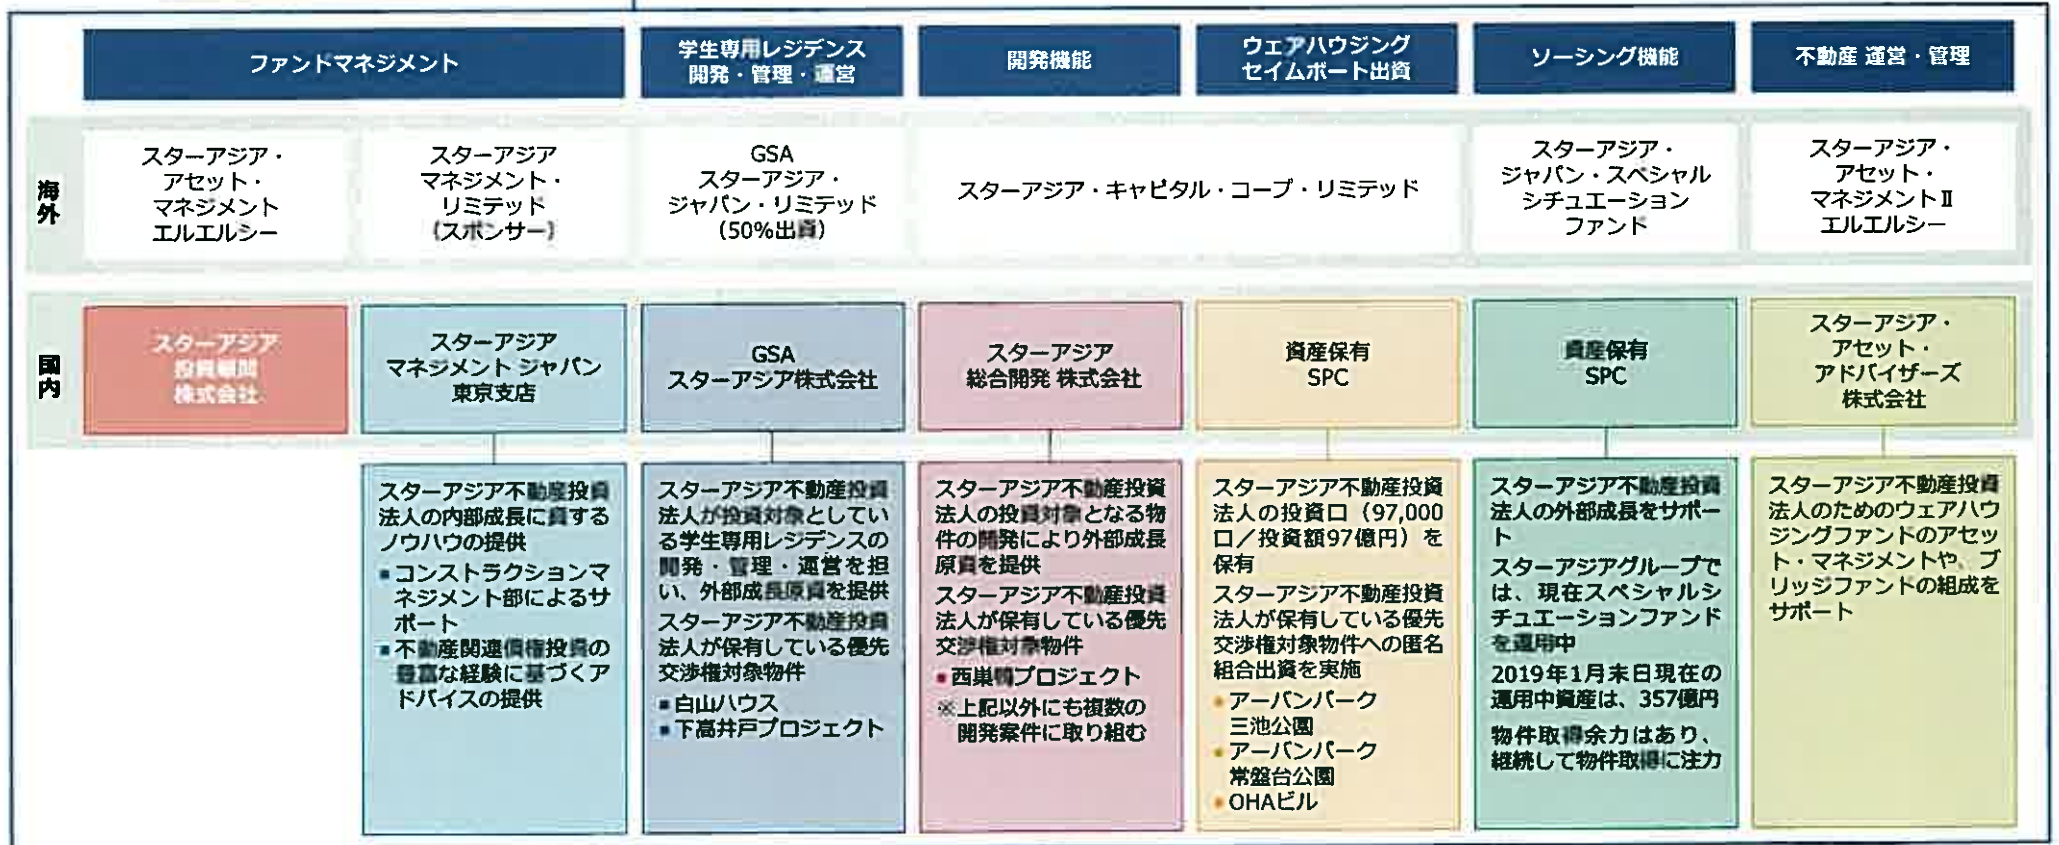 ファンドマネジメント
学生専用レジデンス
開発・管理・運営
開発機能
ウェアハウジング
セイムボート出資
ソーシング機能
不動産 運営・管理
海外
スターアジア・
アセット・
マネジメント
エルエルシー
スターアジア
マネジメント・
リミテッド
(スポンサー)
GSA
スターアジア・
ジャパン・リミテッド
(50%出資)
スターアジア・キャピタル・コープ・リミテッド
スターアジア・
ジャパン・スペシャル
シチュエーション
ファンド
スターアジア・
アセット・
マネジメントⅡ
エルエルシー
国内
スターアジア
投資顧問
株式会社
スターアジア
マネジメント ジャパン
東京支店
GSA
スターアジア株式会社
スターアジア
総合開発 株式会社
資産保有
SPC
資産保有
SPC
スターアジア・
アセット・
アドバイザーズ
株式会社
スターアジア不動産投資
法人の内部成長に資する
ノウハウの提供
▪コンストラクションマ
ネジメント部によるサ
ポート
▪不動産関連債権投資の
豊富な経験に基づくア
ドバイスの提供
スターアジア不動産投資
法人が投資対象としてい
る学生専用レジデンスの
開発・管理・運営を担
い、外部成長原資を提供
スターアジア不動産投資
法人が保有している優先
交渉権対象物件
▪白山ハウス
▪下高井戸プロジェクト
スターアジア不動産投資
法人の投資対象となる物
件の開発により外部成長
原資を提供
スターアジア不動産投資
法人が保有している優先
交渉権対象物件
▪西巣鴨プロジェクト
※上記以外にも複数の
開発案件に取り組む
スターアジア不動産投資
法人の投資口（97,000
口／投資額97億円）を
保有
スターアジア不動産投資
法人が保有している優先
交渉権対象物件への匿名
組合出資を実施
▪アーバンパーク
三池公園
▪アーバンパーク
常盤台公園
▪OHAビル
スターアジア不動産投資
法人の外部成長をサポー
ト
スターアジアグループで
は、現在スペシャルシ
チュエーションファンド
を運用中
2019年1月末日現在の
運用中資産は、357億円
物件取得余力はあり、
継続して物件取得に注力
スターアジア不動産投資
法人のためのウェアハウ
ジングファンドのアセッ
ト・マネジメントや、ブ
リッジファンドの組成を
サポート